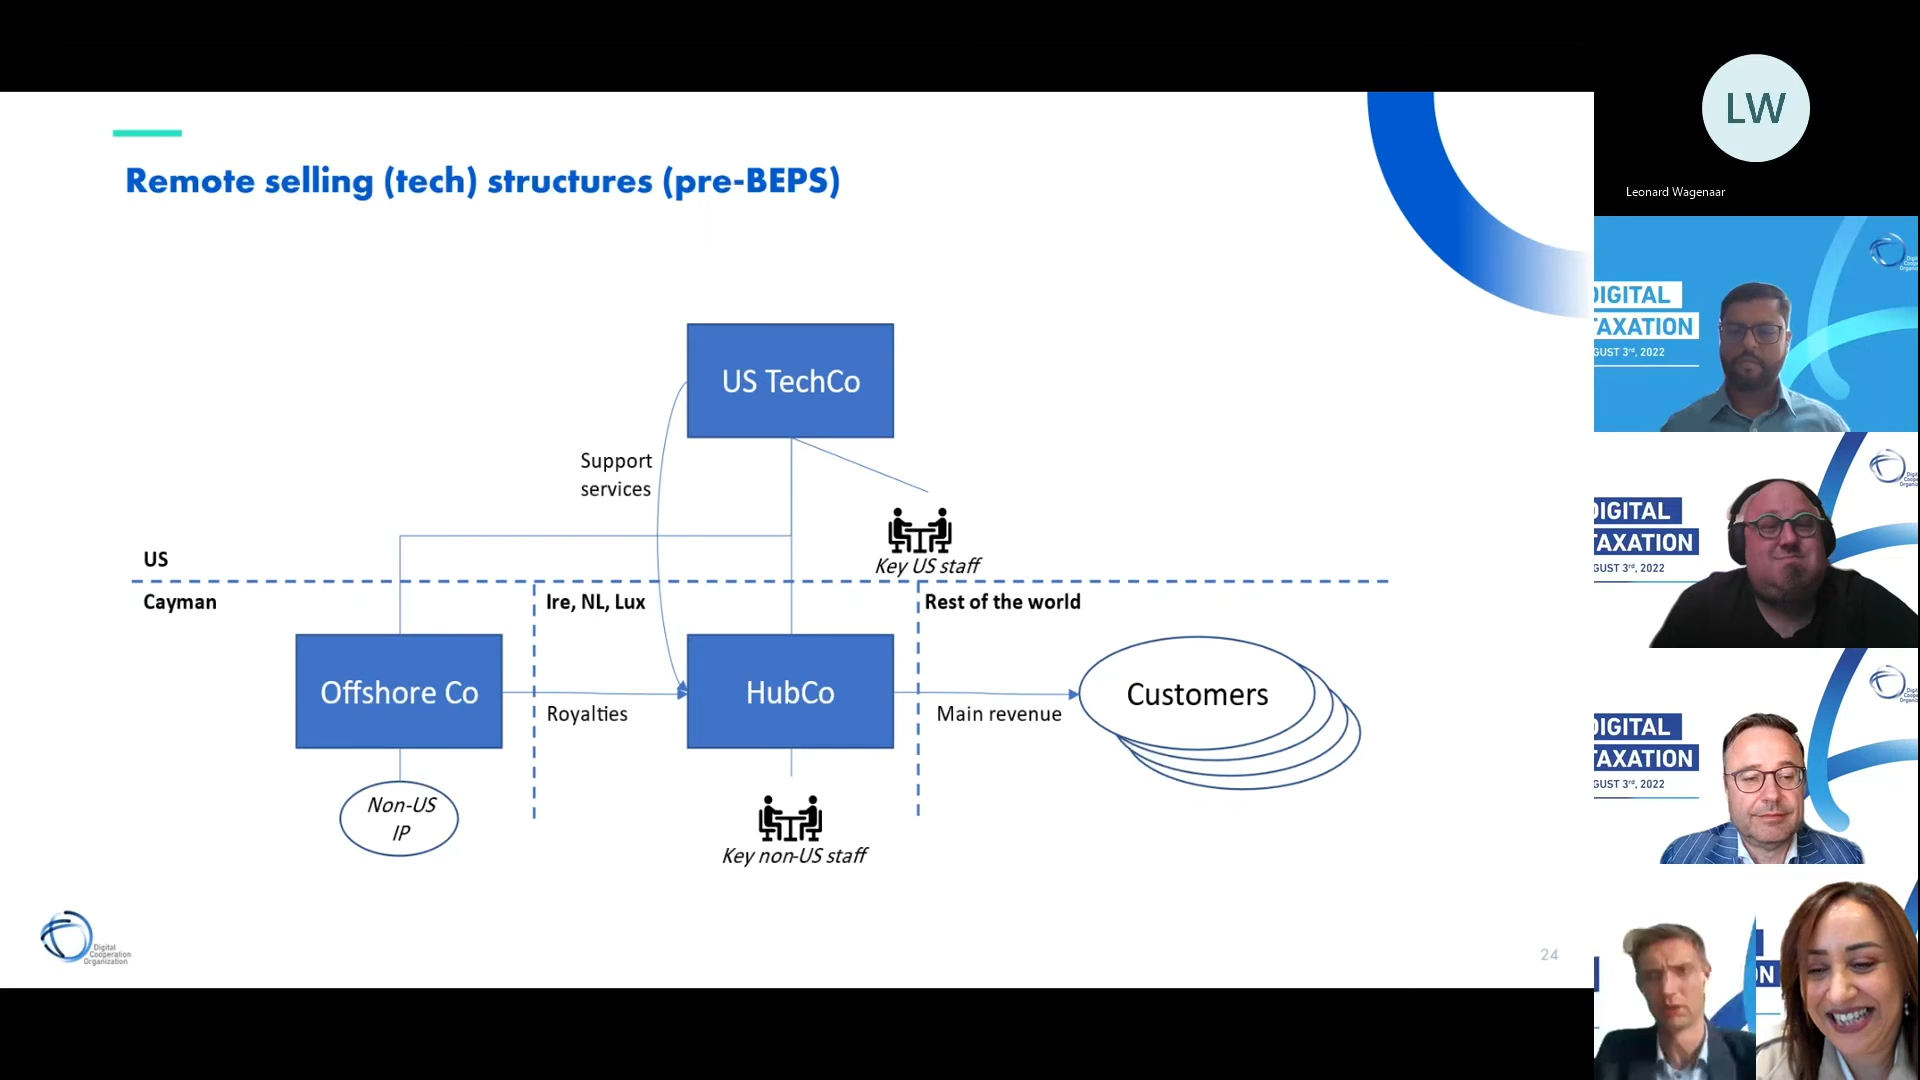 Remote selling (tech) structures (pre-BEPS)
US TechCo
Support
services
Key US staff
US
Cayman
Ire, NL, Lux
Rest of the world
Offshore Co
Royalties
HubCo
Main revenue
Customers
Non-US
IP
Key non-US staff
Digital
Cooperation
Organization
24
LW
Leonard Wagenaar
DIGITAL
TAXATION
GUST 3rd, 2022
DIGITAL
TAXATION
GUST 3rd, 2022
DIGITAL
TAXATION
GUST 3rd, 2022
ON